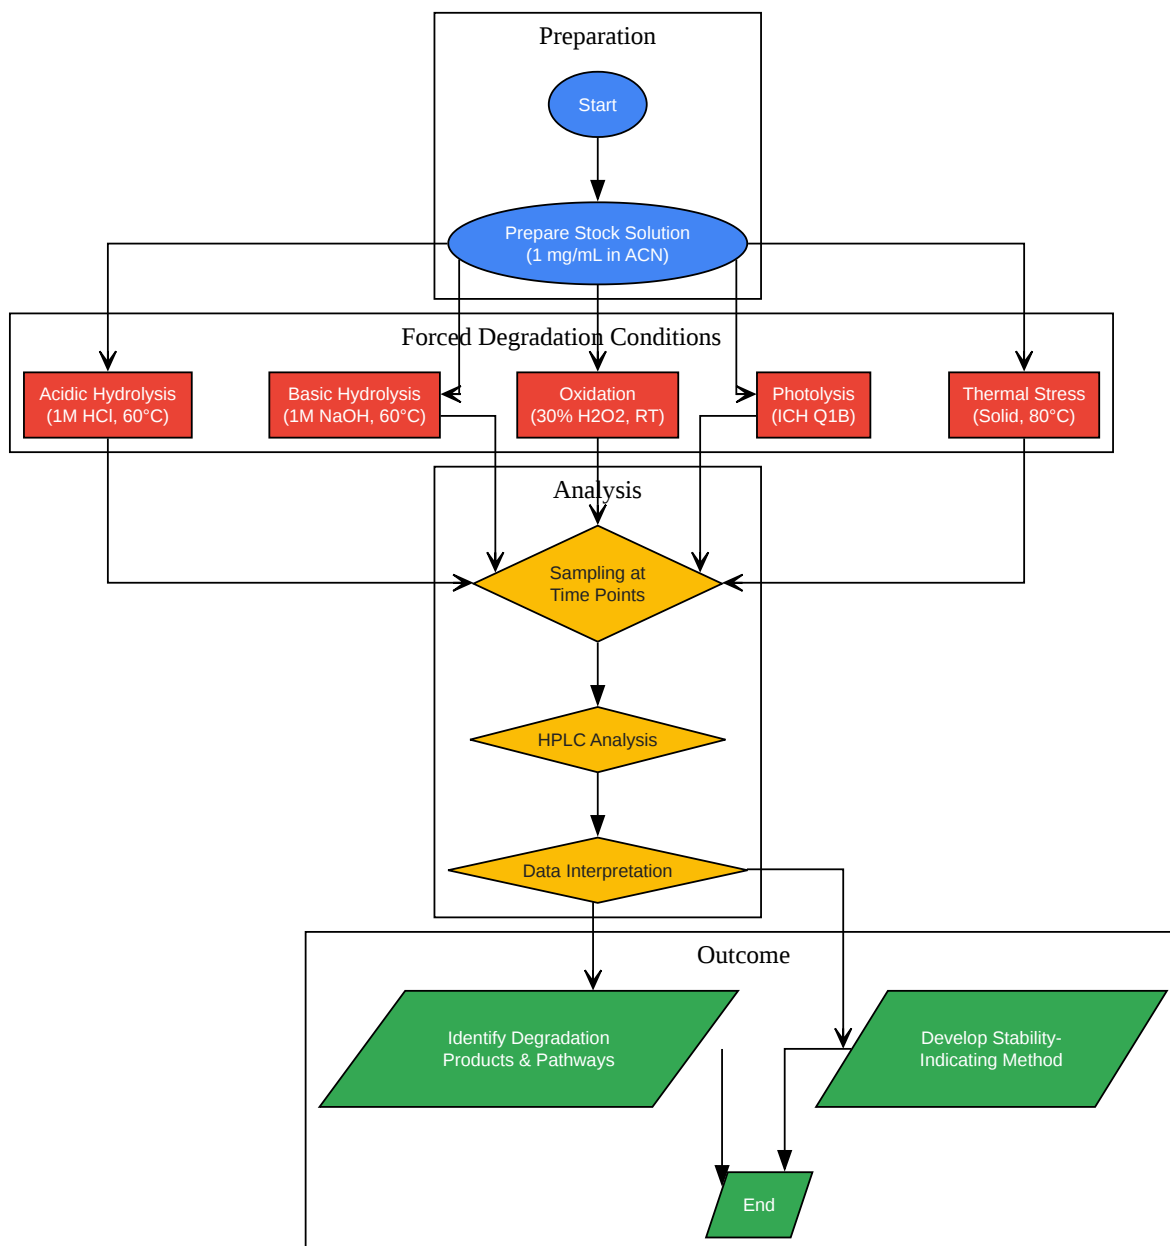 Preparation
Start
Prepare Stock Solution
(1 mg/mL in ACN)
Forced Degradation Conditions
Acidic Hydrolysis
(1M HCl, 60°C)
Basic Hydrolysis
(1M NaOH, 60°C)
Oxidation
(30% H2O2, RT)
Photolysis
(ICH Q1B)
Thermal Stress
(Solid, 80°C)
Analysis
Sampling at
Time Points
HPLC Analysis
Data Interpretation
Outcome
Identify Degradation
Products & Pathways
Develop Stability-
Indicating Method
End